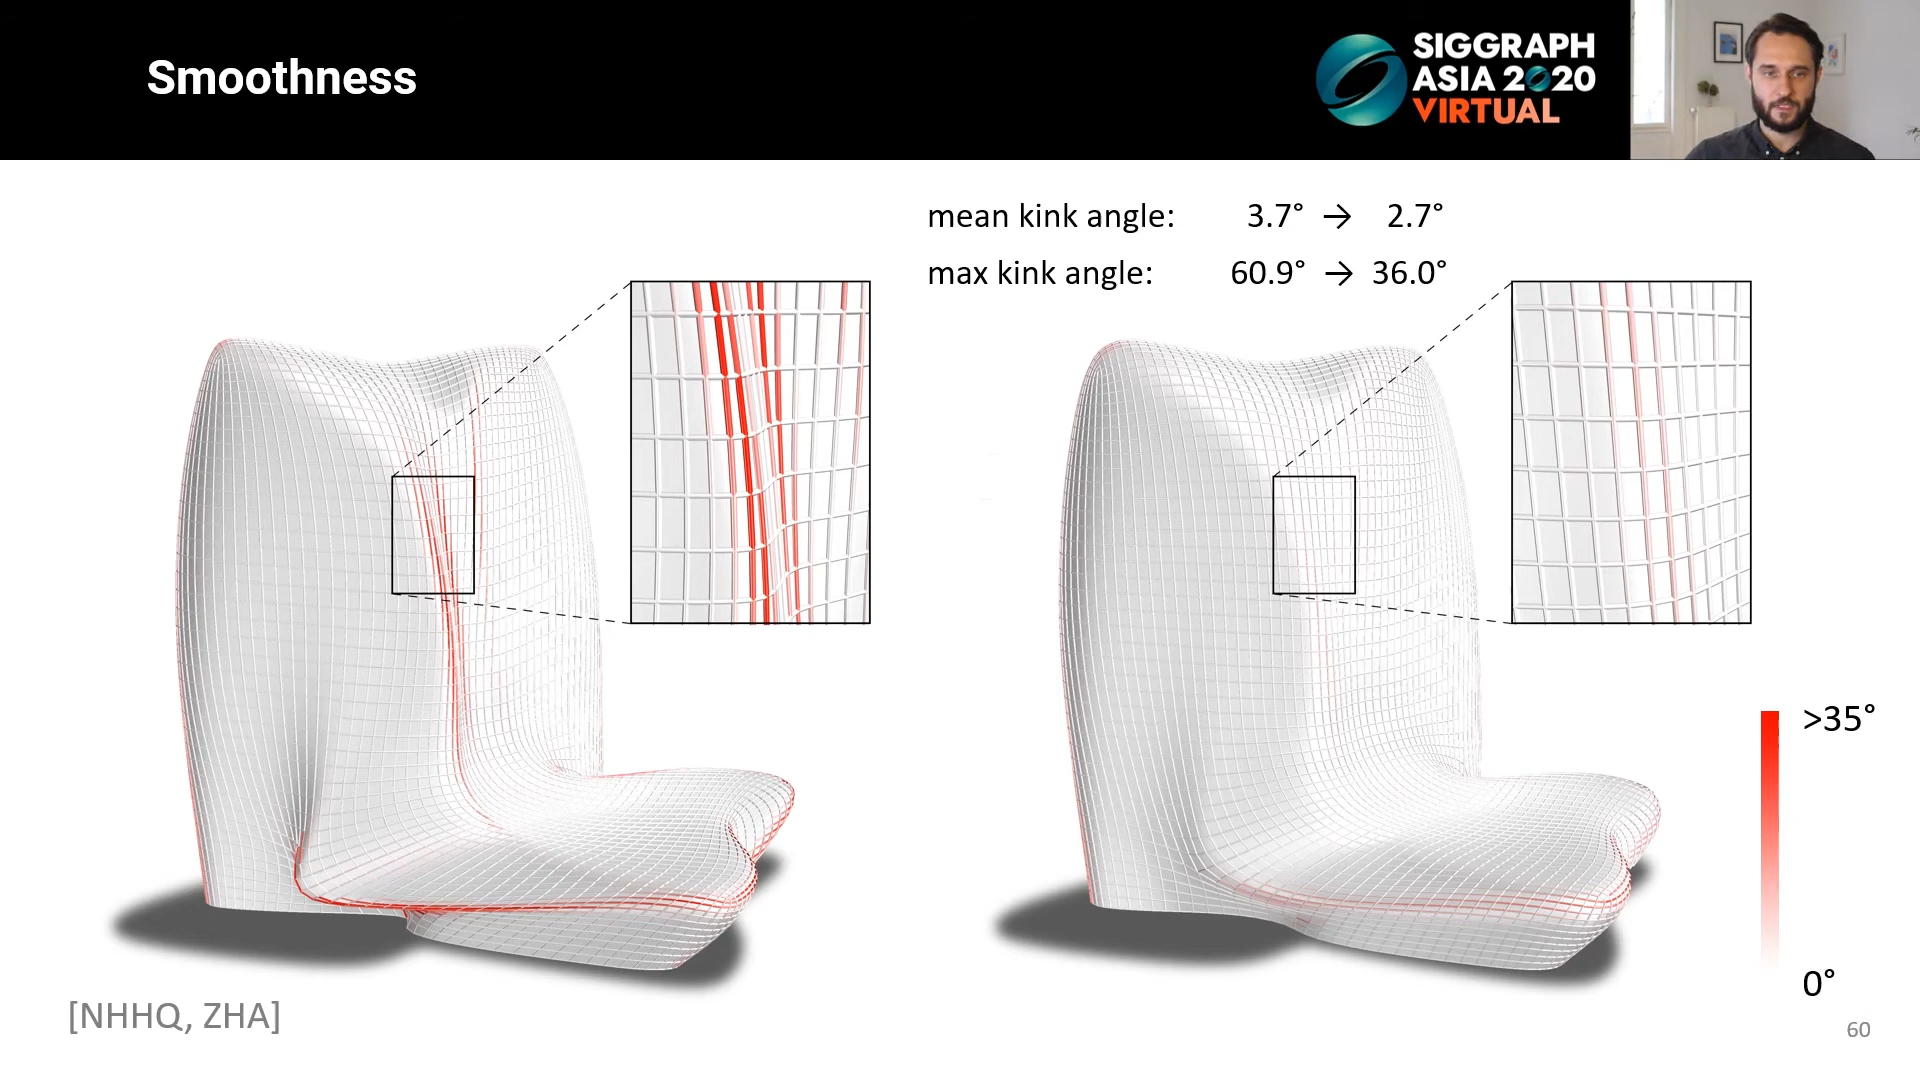 Smoothness
SIGGRAPH
ASIA 2020
VIRTUAL
mean kink angle: 3.7° → 2.7°
max kink angle: 60.9° → 36.0°
>35°
0°
[NHHQ, ZHA]
60